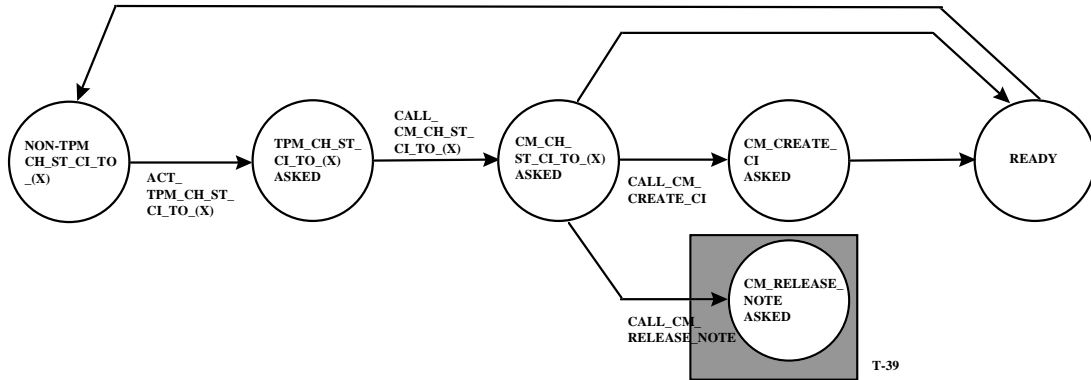 NON-TPM
CH_ST_CI_TO
_(X)
ACT_
TPM_CH_ST_
CI_TO_(X)
TPM_CH_ST_
CI_TO_(X)
ASKED
CALL_
CM_CH_ST_
CI_TO_(X)
CM_CH_
ST_CI_TO_(X)
ASKED
CALL_CM_
CREATE_CI
CM_CREATE_
CI
ASKED
READY
CALL_CM_
RELEASE_NOTE
CM_RELEASE_
NOTE
ASKED
T-39